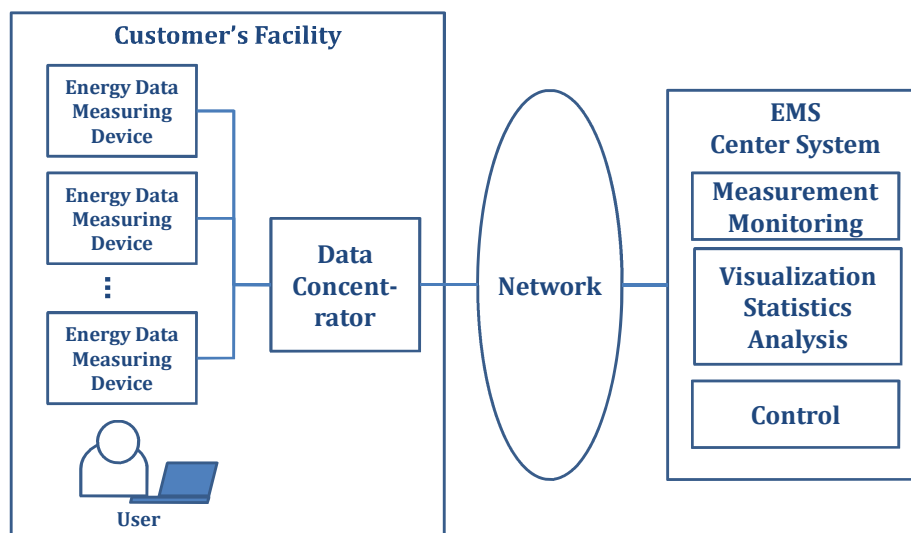 Customer's Facility
Energy Data
Measuring
Device
Energy Data
Measuring
Device
...
Energy Data
Measuring
Device
User
Data
Concent-
rator
Network
EMS
Center System
Measurement
Monitoring
Visualization
Statistics
Analysis
Control